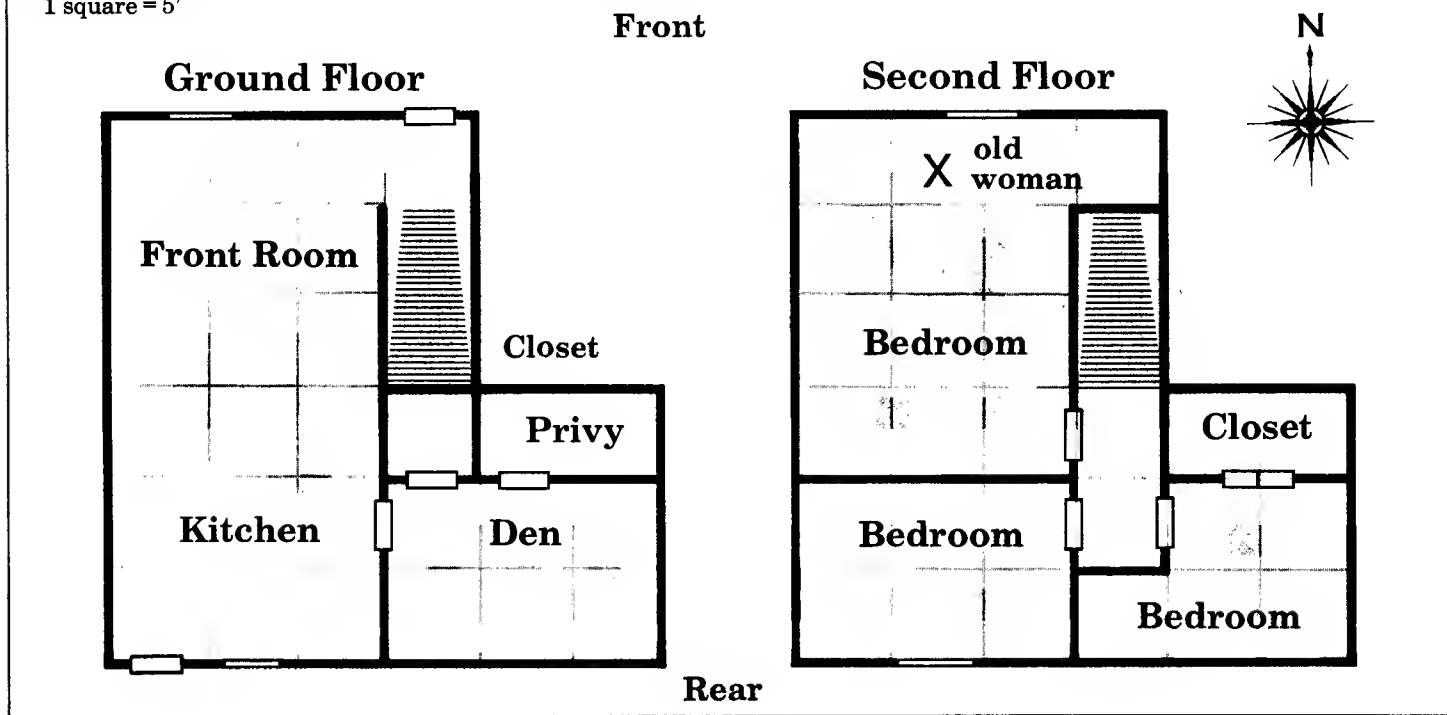 1 square = 5'
Front
N
Ground Floor
Second Floor
X old
woman
Front Room
Closet
Bedroom
Privy
Closet
Kitchen
Den
Bedroom
Bedroom
Rear